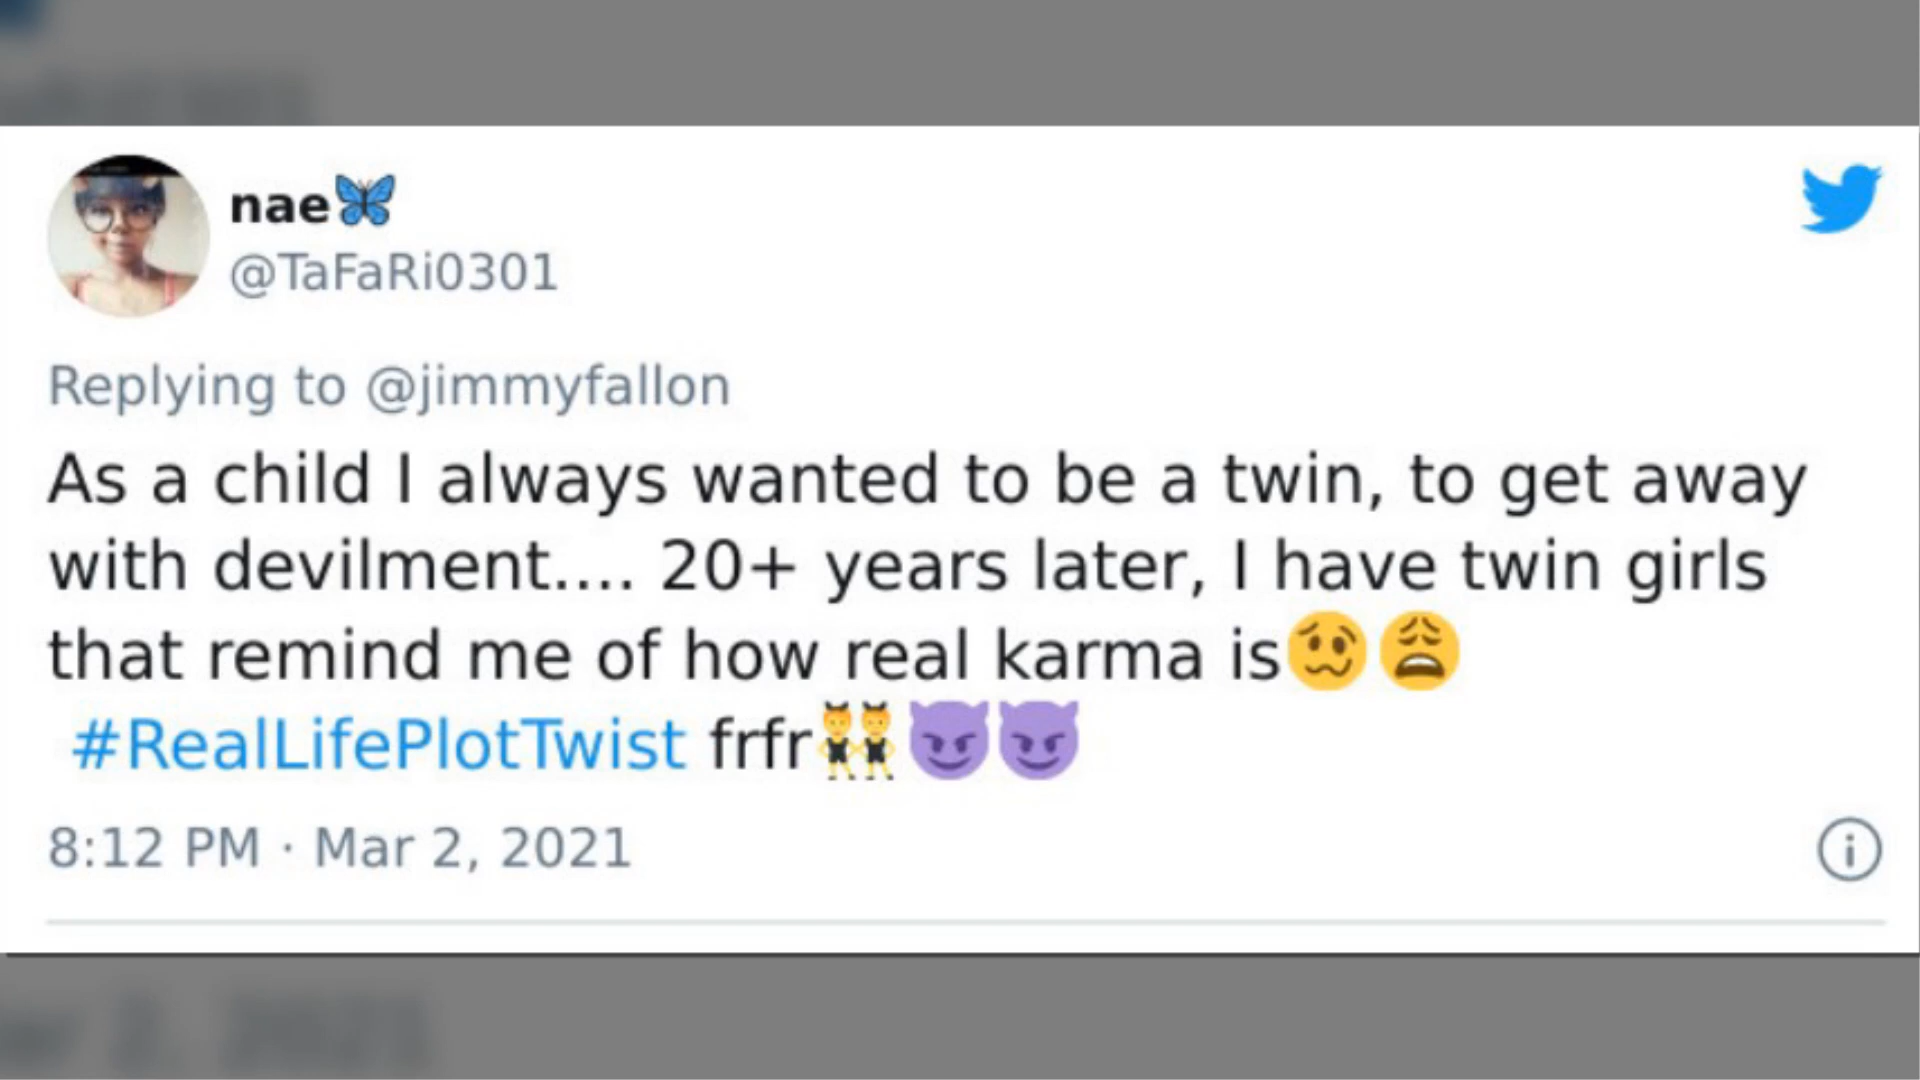 nae🦋
@TaFaRi0301
Replying to @jimmyfallon
As a child I always wanted to be a twin, to get away
with devilment.... 20+ years later, I have twin girls
that remind me of how real karma is🥴😩
#RealLifePlotTwist frfr👯😈😈
8:12 PM · Mar 2, 2021